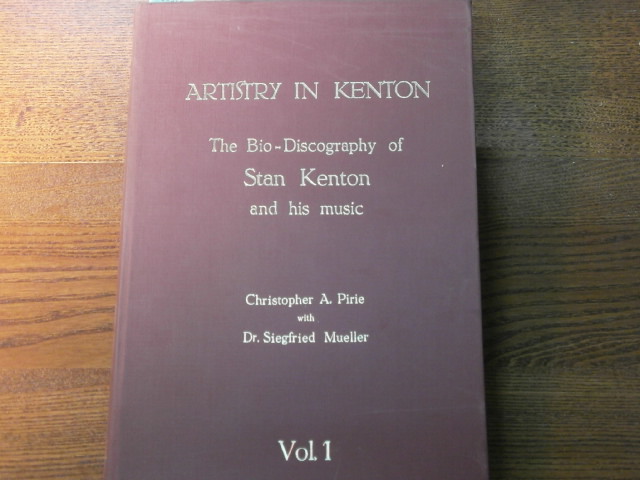 ARTISTRY IN KENTON
The Bio-Discography of
Stan Kenton
and his music
Christopher A. Pirie
with
Dr. Siegfried Mueller
Vol. 1